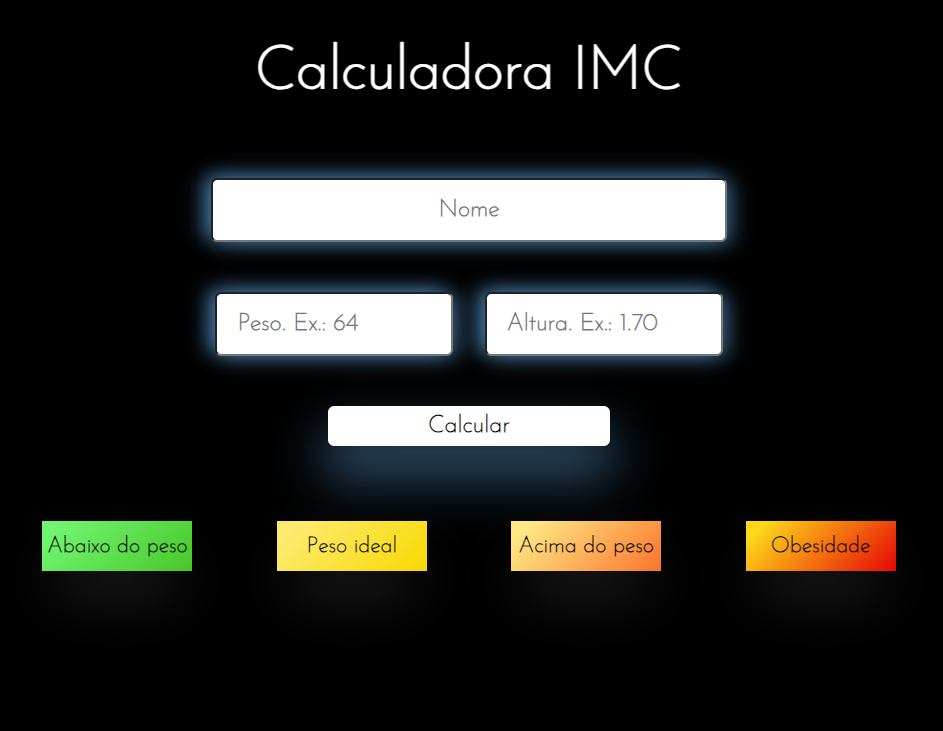 Calculadora IMC
Nome
Peso. Ex.: 64
Altura. Ex.: 1.70
Calcular
Abaixo do peso
Peso ideal
Acima do peso
Obesidade